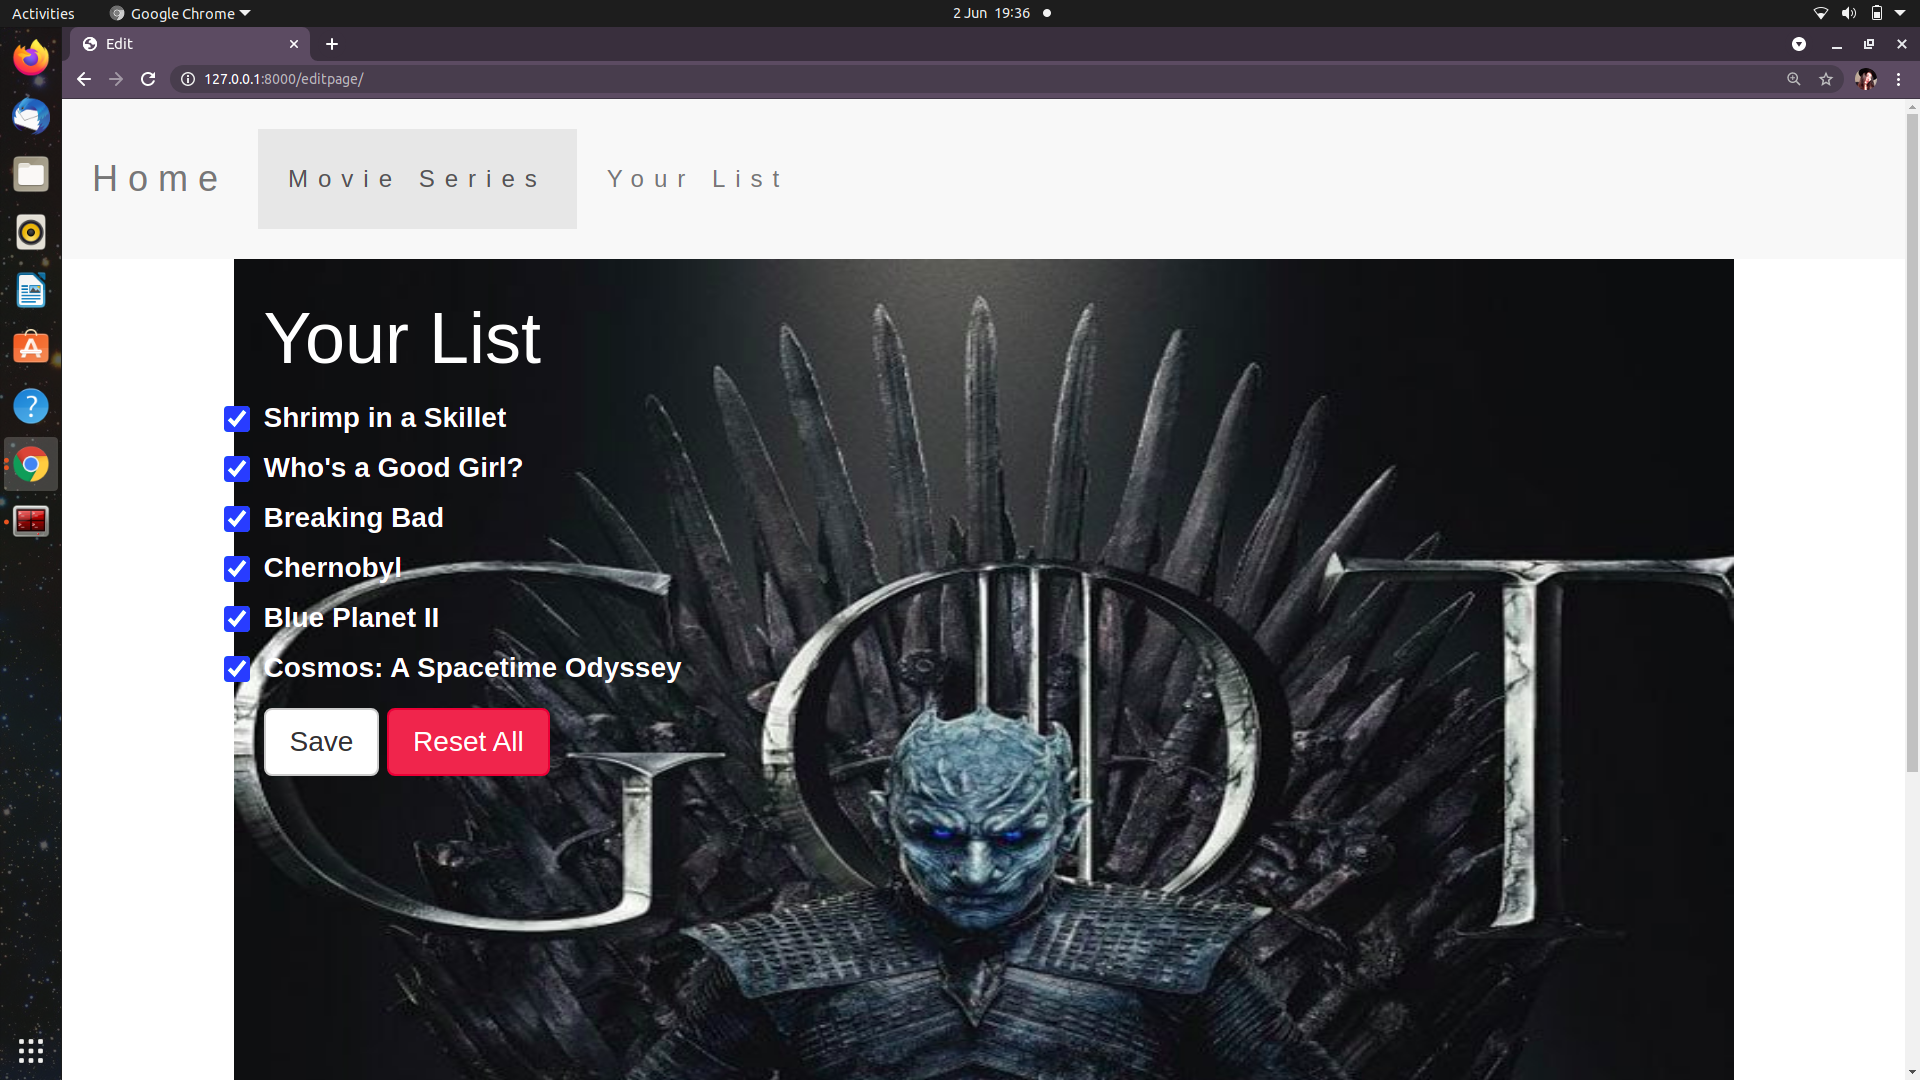 Activities
Google Chrome
2 Jun 19:36
Edit
127.0.0.1:8000/editpage/
Home
Movie Series
Your List
Your List
Shrimp in a Skillet
Who's a Good Girl?
Breaking Bad
Chernobyl
Blue Planet II
Cosmos: A Spacetime Odyssey
Save
Reset All
GOT